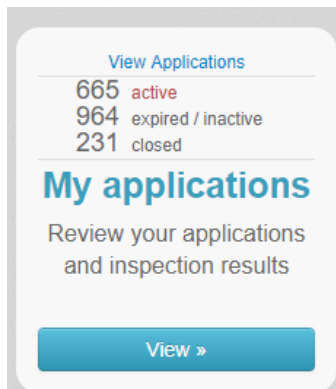 View Applications
665 active
964 expired / inactive
231 closed
My applications
Review your applications
and inspection results
View »